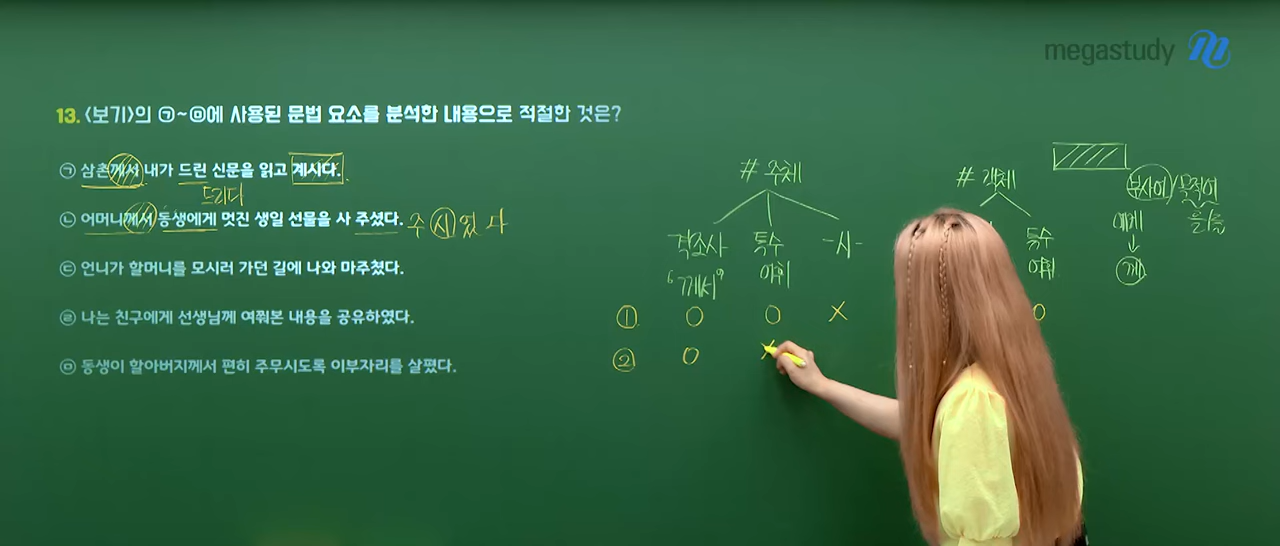 megastudy
13. <보기>의 ㉠~㉤에 사용된 문법 요소를 분석한 내용으로 적절한 것은?
㉠ 삼촌께서 내가 드린 신문을 읽고 계시다.
드리다
㉡ 어머니께서 동생에게 멋진 생일 선물을 사 주셨다.
주 시 었 다
㉢ 언니가 할머니를 모시러 가던 길에 나와 마주쳤다.
㉣ 나는 친구에게 선생님께 여쭤본 내용을 공유하였다.
㉤ 동생이 할아버지께서 편히 주무시도록 이부자리를 살폈다.
# 주체
격조사 특수 -시-
"께서" 어휘
① O O X
② O X
# 객체
특수
어휘
O
부사어/목적어
에게 을/를
↓
께